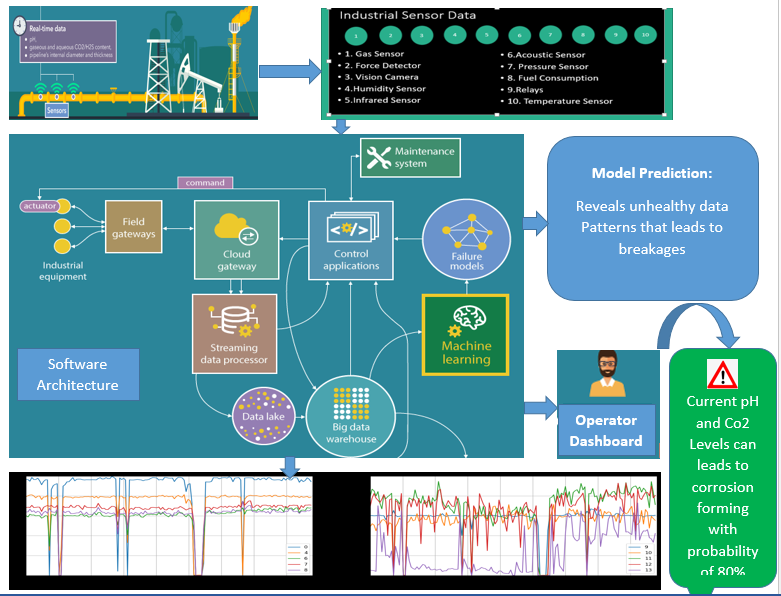 Real-time data
• pH,
• gaseous and aqueous CO2/H2S content,
• pipeline's internal diameter and thickness
Sensors
Industrial Sensor Data
1 2 3 4 5 6 7 8 9 10
• 1. Gas Sensor
• 2. Force Detector
• 3. Vision Camera
• 4.Humidity Sensor
• 5.Infrared Sensor
• 6.Acoustic Sensor
• 7. Pressure Sensor
• 8. Fuel Consumption
• 9.Relays
• 10. Temperature Sensor
Maintenance
system
command
actuator
Industrial
equipment
Field
gateways
Cloud
gateway
</>
Control
applications
Failure
models
Streaming
data processor
Machine
learning
Software
Architecture
Data lake
Big data
warehouse
Model Prediction:
Reveals unhealthy data
Patterns that leads to
breakages
Operator
Dashboard
Current pH
and Co2
Levels can
leads to
corrosion
forming
with
probability
of 80%
0
4
6
7
8
9
10
11
12
13